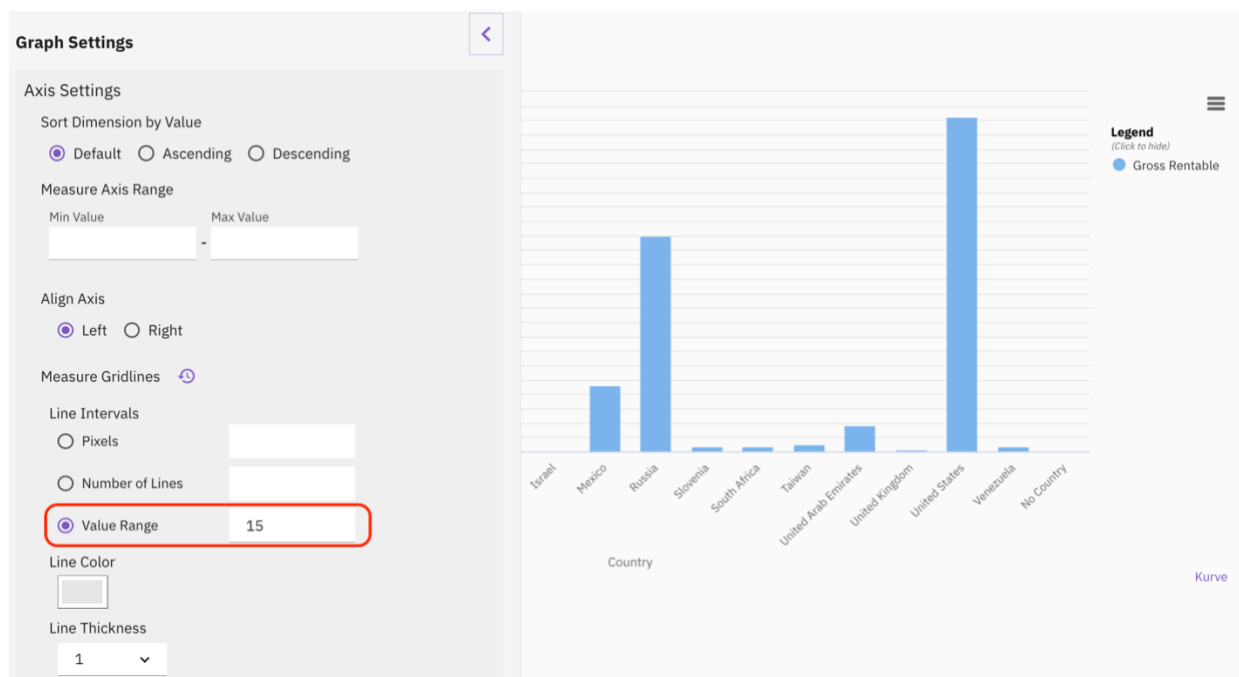 Graph Settings
Axis Settings
Sort Dimension by Value
Default Ascending Descending
Measure Axis Range
Min Value Max Value
-
Align Axis
Left Right
Measure Gridlines
Line Intervals
Pixels
Number of Lines
Value Range 15
Line Color
Line Thickness
1
Legend
(Click to hide)
Gross Rentable
Israel
Mexico
Russia
Slovenia
South Africa
Taiwan
United Arab Emirates
United Kingdom
United States
Venezuela
No Country
Country
Kurve